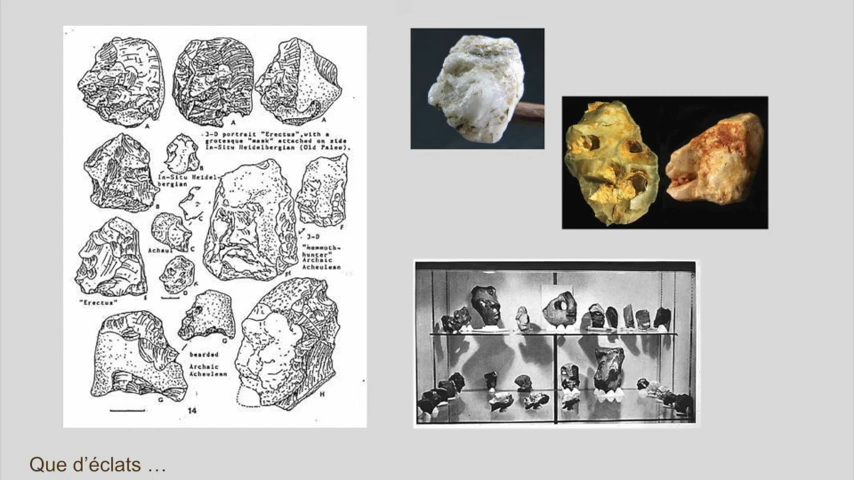 A
A
A
3-D portrait "Erectus", with a
grotesque "mask" attached on side
In-Situ Heidelbergian (Old Paleo).
B
In-Situ Heidel-
bergian
B
C
F
3-D
"mammoth-
hunter"
Archaic
Acheulean
C
D
"Erectus"
E
G
bearded
Archaic
Acheulean
G
H
14
Que d'éclats …